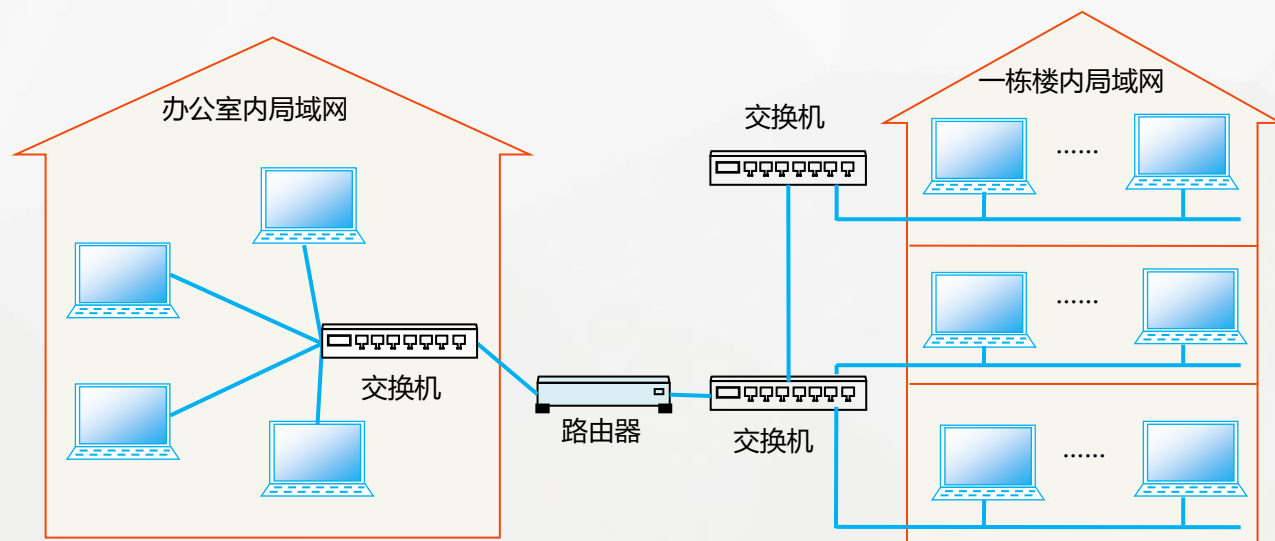 办公室内局域网
一栋楼内局域网
交换机
......
......
交换机
路由器
交换机
......